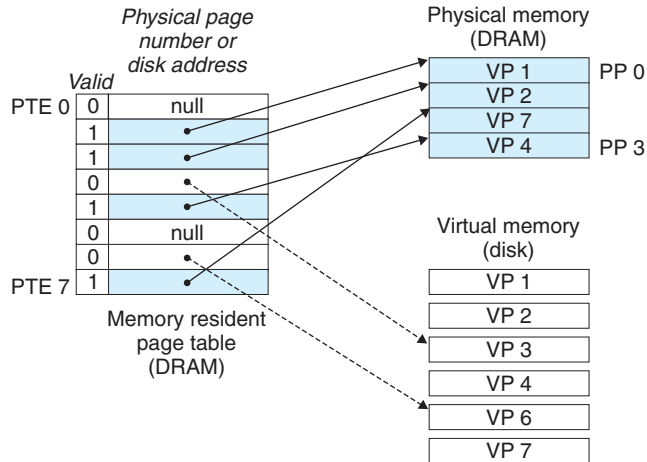 Physical page
number or
disk address
Valid
PTE 0 0 null
1
1
0
1
0 null
0
PTE 7 1
Memory resident
page table
(DRAM)
Physical memory
(DRAM)
VP 1 PP 0
VP 2
VP 7
VP 4 PP 3
Virtual memory
(disk)
VP 1
VP 2
VP 3
VP 4
VP 6
VP 7